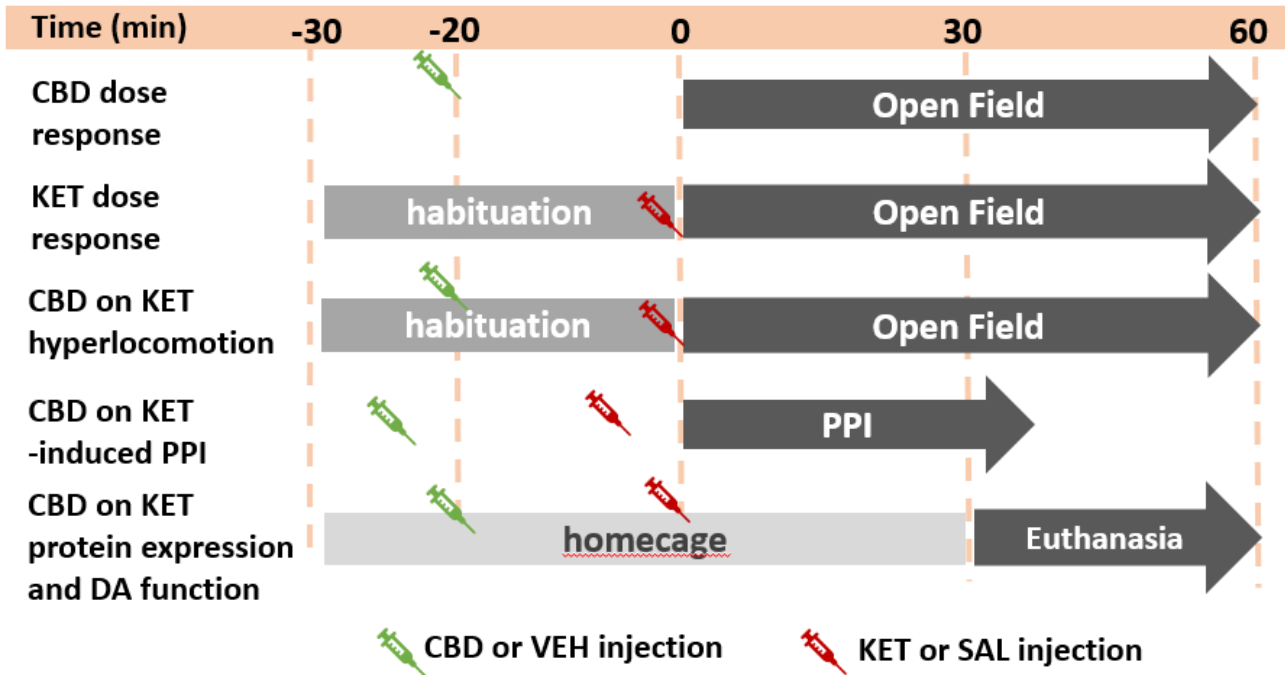 Time (min) -30 -20 0 30 60
CBD dose
response
Open Field
KET dose
response
habituation
Open Field
CBD on KET
hyperlocomotion
habituation
Open Field
CBD on KET
-induced PPI
PPI
CBD on KET
protein expression
and DA function
homecage
Euthanasia
CBD or VEH injection
KET or SAL injection